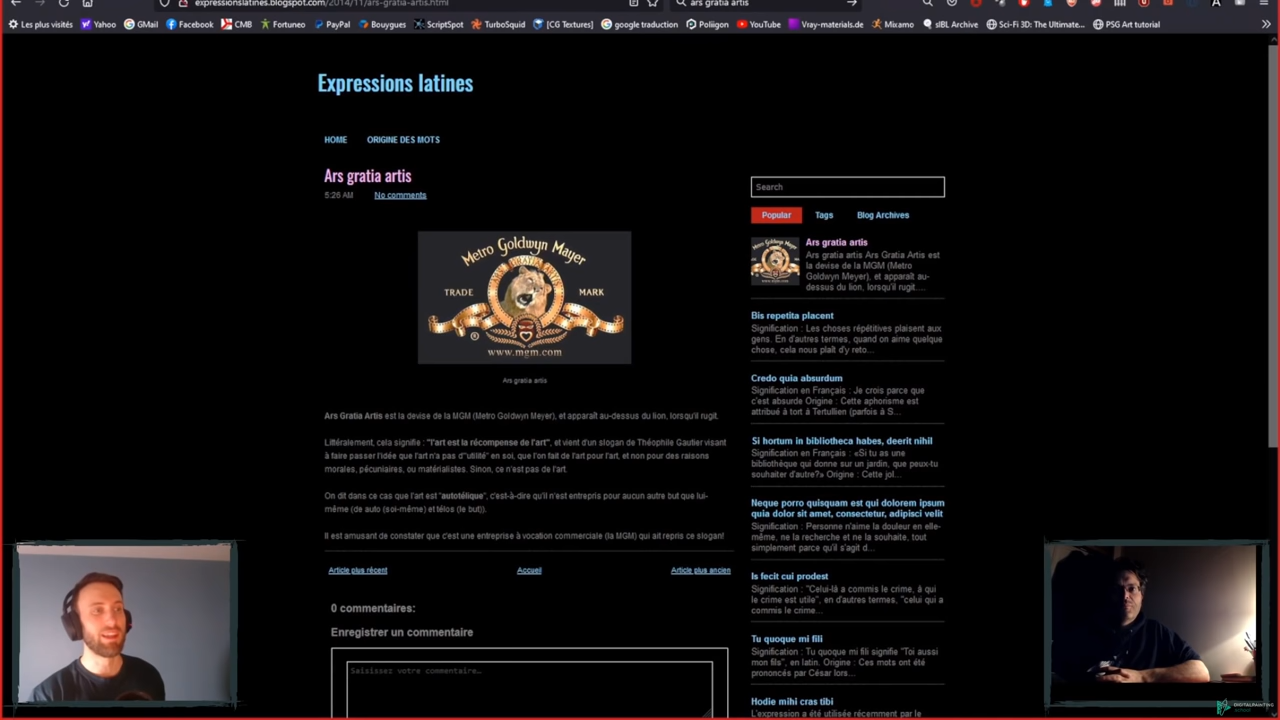 expressionslatines.blogspot.com/2014/11/ars-gratia-artis.html
ars gratia artis
Les plus visités
Yahoo
GMail
Facebook
CMB
Fortuneo
PayPal
Bouygues
ScriptSpot
TurboSquid
[CG Textures]
google traduction
Poliigon
YouTube
Vray-materials.de
Mixamo
sIBL Archive
Sci-Fi 3D: The Ultimate...
PSG Art tutorial
Expressions latines
HOME
ORIGINE DES MOTS
Ars gratia artis
5:26 AM
No comments
Metro Goldwyn Mayer
TRADE
MARK
www.mgm.com
Ars gratia artis
Ars Gratia Artis est la devise de la MGM (Metro Goldwyn Meyer), et apparaît au-dessus du lion, lorsqu'il rugit.
Littéralement, cela signifie : "l'art est la récompense de l'art", et vient d'un slogan de Théophile Gautier visant
à faire passer l'idée que l'art n'a pas d'"utilité" en soi, que l'on fait de l'art pour l'art, et non pour des raisons
morales, pécuniaires, ou matérialistes. Sinon, ce n'est pas de l'art.
On dit dans ce cas que l'art est "autotélique", c'est-à-dire qu'il n'est entrepris pour aucun autre but que lui-
même (de auto (soi-même) et télos (le but)).
Il est amusant de constater que c'est une entreprise à vocation commerciale (la MGM) qui ait repris ce slogan!
Article plus récent
Accueil
Article plus ancien
0 commentaires:
Enregistrer un commentaire
Saisissez votre commentaire...
Search
Popular
Tags
Blog Archives
Ars gratia artis
Ars gratia artis Ars Gratia Artis est
la devise de la MGM (Metro
Goldwyn Meyer), et apparaît au-
dessus du lion, lorsqu'il rugit....
Bis repetita placent
Signification : Les choses répétitives plaisent aux
gens. En d'autres termes, quand on aime quelque
chose, cela nous plaît d'y reto...
Credo quia absurdum
Signification en Français : Je crois parce que
c'est absurde Origine : Cette aphorisme est
attribué à tort à Tertullien (parfois à S...
Si hortum in bibliotheca habes, deerit nihil
Signification en Français : «Si tu as une
bibliothèque qui donne sur un jardin, que peux-tu
souhaiter d'autre?» Origine : Cette jol...
Neque porro quisquam est qui dolorem ipsum
quia dolor sit amet, consectetur, adipisci velit
Signification : Personne n'aime la douleur en elle-
même, ne la recherche et ne la souhaite, tout
simplement parce qu'il s'agit d...
Is fecit cui prodest
Signification : "Celui-là a commis le crime, à qui
le crime est utile", en d'autres termes, "celui qui a
commis le crime...
Tu quoque mi fili
Signification : Tu quoque mi fili signifie "Toi aussi
mon fils", en latin. Origine : Ces mots ont été
prononcés par César lors...
Hodie mihi cras tibi
L'expression a été utilisée récemment par le
DIGITALPAINTING